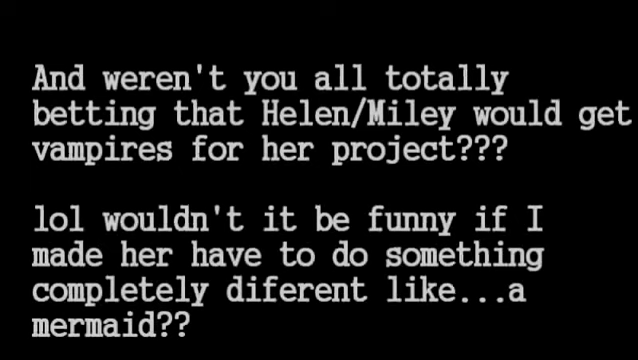 And weren't you all totally
betting that Helen/Miley would get
vampires for her project???
lol wouldn't it be funny if I
made her have to do something
completely diferent like...a
mermaid??